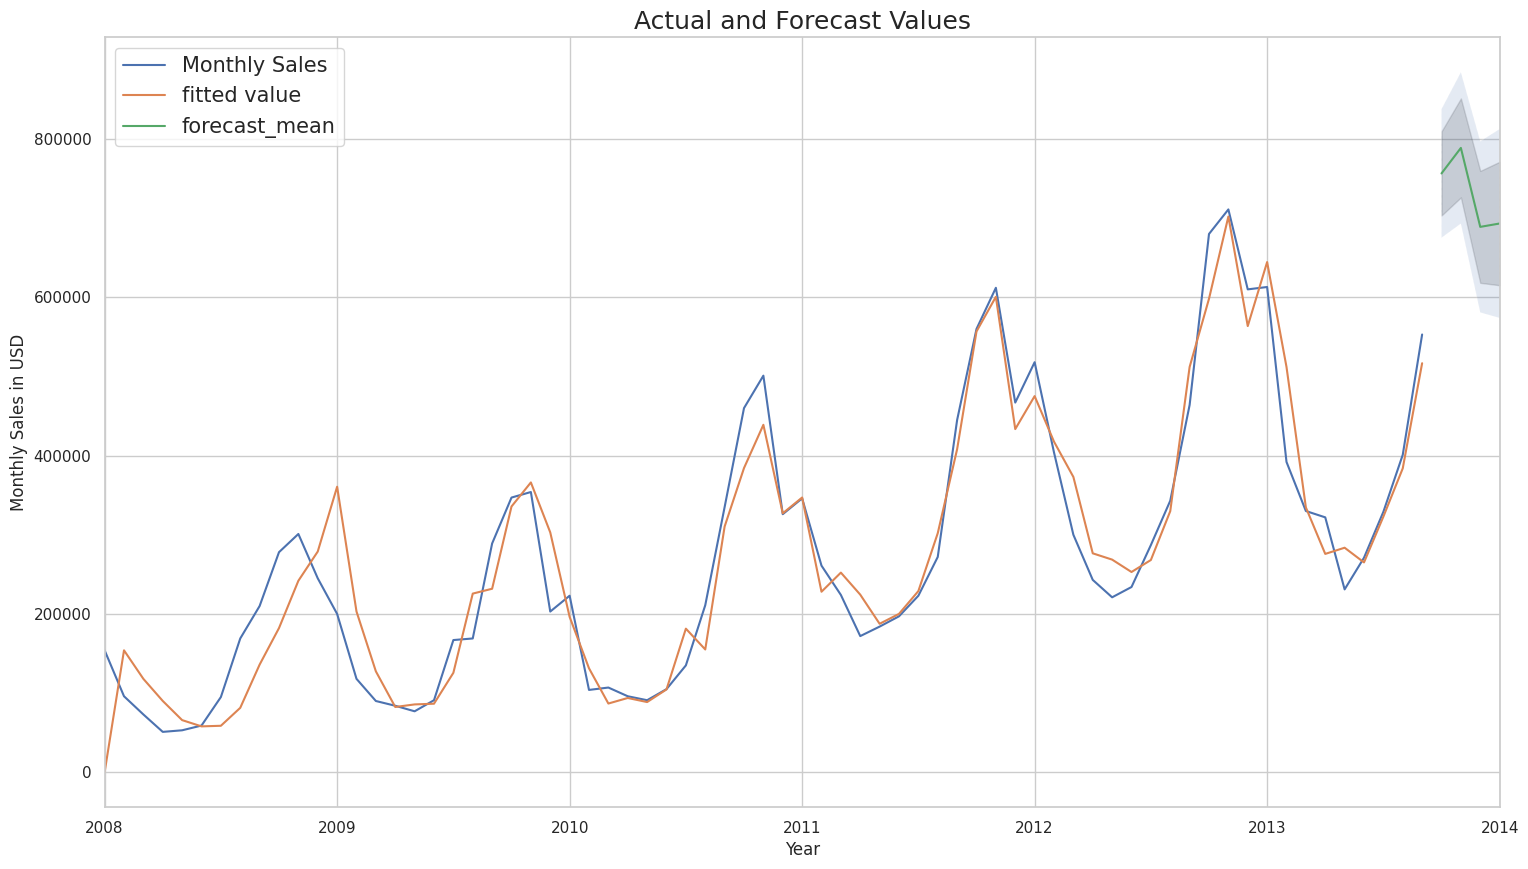 Actual and Forecast Values
Monthly Sales
fitted value
forecast_mean
800000
600000
400000
200000
0
Monthly Sales in USD
2008 2009 2010 2011 2012 2013 2014
Year